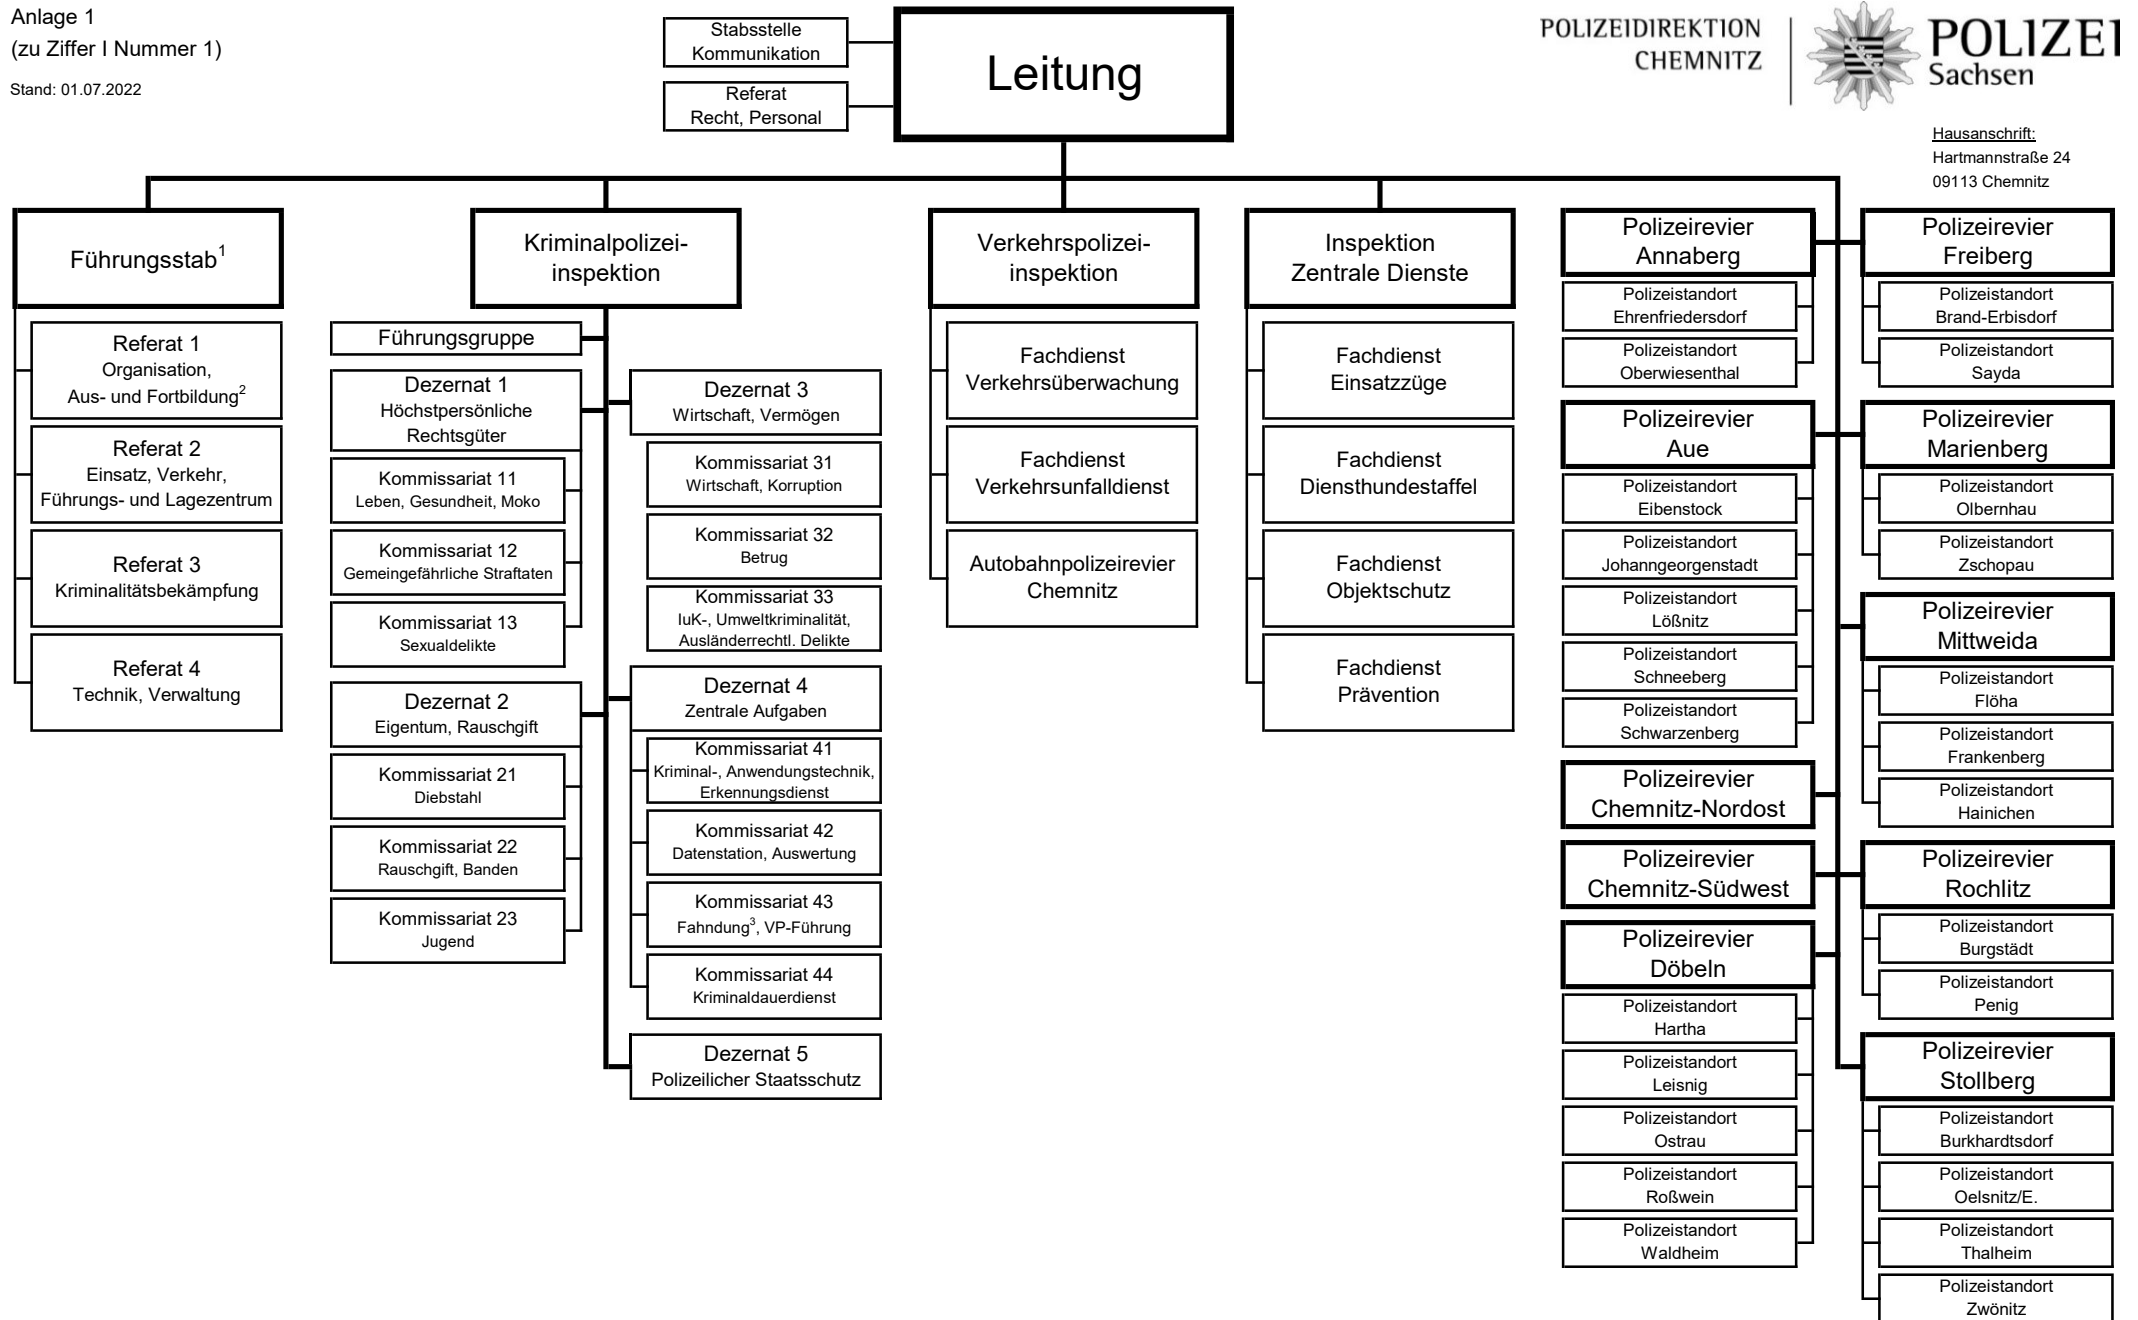 Anlage 1
(zu Ziffer I Nummer 1)
Stand: 01.07.2022
Stabsstelle
Kommunikation
Referat
Recht, Personal
Leitung
POLIZEIDIREKTION
CHEMNITZ
POLIZEI
Sachsen
Hausanschrift:
Hartmannstraße 24
09113 Chemnitz
Führungsstab¹
Referat 1
Organisation,
Aus- und Fortbildung²
Referat 2
Einsatz, Verkehr,
Führungs- und Lagezentrum
Referat 3
Kriminalitätsbekämpfung
Referat 4
Technik, Verwaltung
Kriminalpolizei-
inspektion
Führungsgruppe
Dezernat 1
Höchstpersönliche
Rechtsgüter
Kommissariat 11
Leben, Gesundheit, Moko
Kommissariat 12
Gemeingefährliche Straftaten
Kommissariat 13
Sexualdelikte
Dezernat 2
Eigentum, Rauschgift
Kommissariat 21
Diebstahl
Kommissariat 22
Rauschgift, Banden
Kommissariat 23
Jugend
Dezernat 3
Wirtschaft, Vermögen
Kommissariat 31
Wirtschaft, Korruption
Kommissariat 32
Betrug
Kommissariat 33
IuK-, Umweltkriminalität,
Ausländerrechtl. Delikte
Dezernat 4
Zentrale Aufgaben
Kommissariat 41
Kriminal-, Anwendungstechnik,
Erkennungsdienst
Kommissariat 42
Datenstation, Auswertung
Kommissariat 43
Fahndung³, VP-Führung
Kommissariat 44
Kriminaldauerdienst
Dezernat 5
Polizeilicher Staatsschutz
Verkehrspolizei-
inspektion
Fachdienst
Verkehrsüberwachung
Fachdienst
Verkehrsunfalldienst
Autobahnpolizeirevier
Chemnitz
Inspektion
Zentrale Dienste
Fachdienst
Einsatzzüge
Fachdienst
Diensthundestaffel
Fachdienst
Objektschutz
Fachdienst
Prävention
Polizeirevier
Annaberg
Polizeistandort
Ehrenfriedersdorf
Polizeistandort
Oberwiesenthal
Polizeirevier
Aue
Polizeistandort
Eibenstock
Polizeistandort
Johanngeorgenstadt
Polizeistandort
Lößnitz
Polizeistandort
Schneeberg
Polizeistandort
Schwarzenberg
Polizeirevier
Chemnitz-Nordost
Polizeirevier
Chemnitz-Südwest
Polizeirevier
Döbeln
Polizeistandort
Hartha
Polizeistandort
Leisnig
Polizeistandort
Ostrau
Polizeistandort
Roßwein
Polizeistandort
Waldheim
Polizeirevier
Freiberg
Polizeistandort
Brand-Erbisdorf
Polizeistandort
Sayda
Polizeirevier
Marienberg
Polizeistandort
Olbernhau
Polizeistandort
Zschopau
Polizeirevier
Mittweida
Polizeistandort
Flöha
Polizeistandort
Frankenberg
Polizeistandort
Hainichen
Polizeirevier
Rochlitz
Polizeistandort
Burgstädt
Polizeistandort
Penig
Polizeirevier
Stollberg
Polizeistandort
Burkhardtsdorf
Polizeistandort
Oelsnitz/E.
Polizeistandort
Thalheim
Polizeistandort
Zwönitz